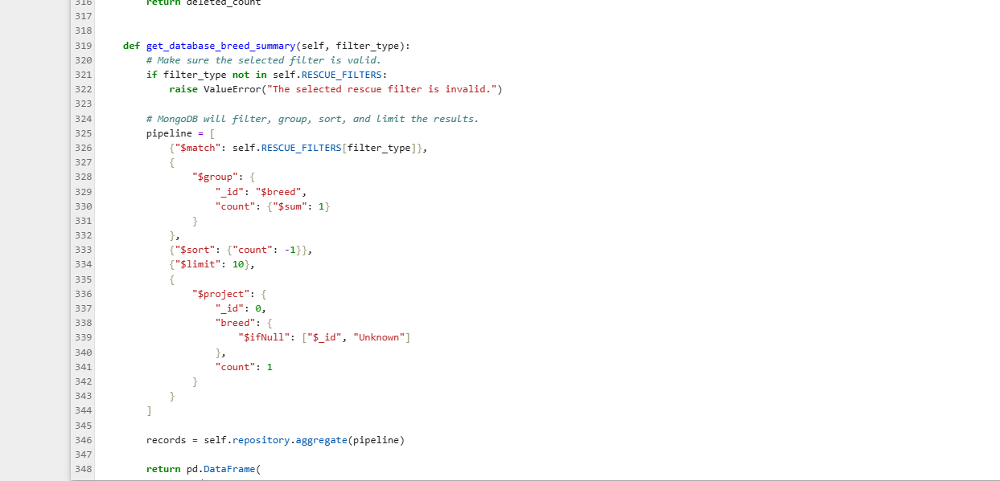 316         return deleted_count
317
318
319     def get_database_breed_summary(self, filter_type):
320         # Make sure the selected filter is valid.
321         if filter_type not in self.RESCUE_FILTERS:
322             raise ValueError("The selected rescue filter is invalid.")
323
324         # MongoDB will filter, group, sort, and limit the results.
325         pipeline = [
326             {"$match": self.RESCUE_FILTERS[filter_type]},
327             {
328                 "$group": {
329                     "_id": "$breed",
330                     "count": {"$sum": 1}
331                 }
332             },
333             {"$sort": {"count": -1}},
334             {"$limit": 10},
335             {
336                 "$project": {
337                     "_id": 0,
338                     "breed": {
339                         "$ifNull": ["$_id", "Unknown"]
340                     },
341                     "count": 1
342                 }
343             }
344         ]
345
346         records = self.repository.aggregate(pipeline)
347
348         return pd.DataFrame(